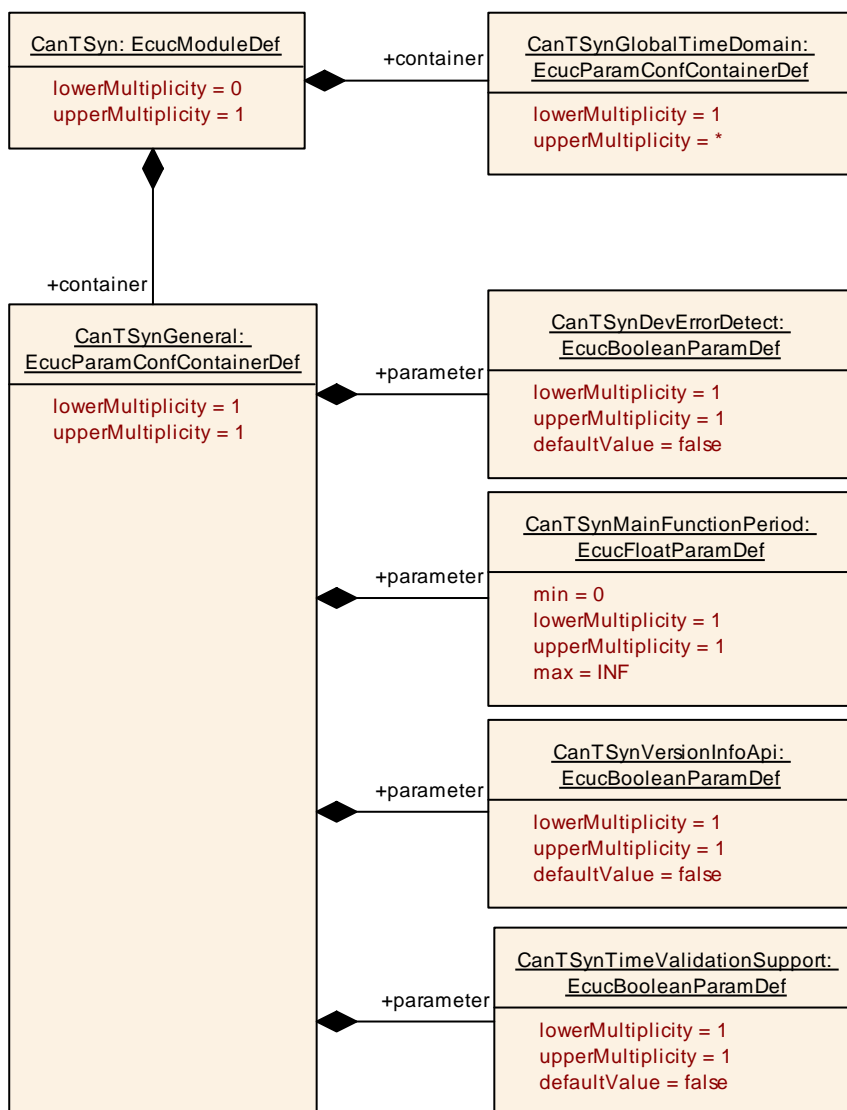 CanTSyn: EcucModuleDef
lowerMultiplicity = 0
upperMultiplicity = 1
+container
CanTSynGlobalTimeDomain:
EcucParamConfContainerDef
lowerMultiplicity = 1
upperMultiplicity = *
+container
CanTSynGeneral:
EcucParamConfContainerDef
lowerMultiplicity = 1
upperMultiplicity = 1
+parameter
CanTSynDevErrorDetect:
EcucBooleanParamDef
lowerMultiplicity = 1
upperMultiplicity = 1
defaultValue = false
+parameter
CanTSynMainFunctionPeriod:
EcucFloatParamDef
min = 0
lowerMultiplicity = 1
upperMultiplicity = 1
max = INF
+parameter
CanTSynVersionInfoApi:
EcucBooleanParamDef
lowerMultiplicity = 1
upperMultiplicity = 1
defaultValue = false
+parameter
CanTSynTimeValidationSupport:
EcucBooleanParamDef
lowerMultiplicity = 1
upperMultiplicity = 1
defaultValue = false